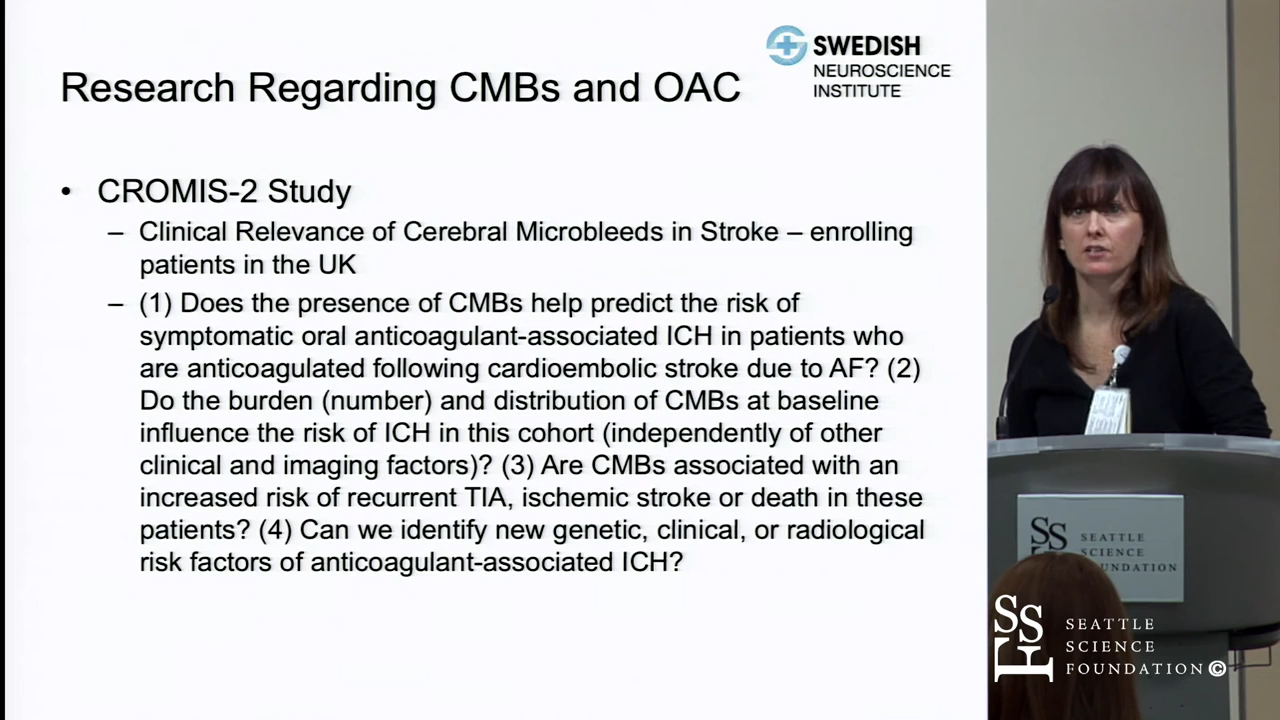 SWEDISH
NEUROSCIENCE
INSTITUTE
Research Regarding CMBs and OAC
• CROMIS-2 Study
– Clinical Relevance of Cerebral Microbleeds in Stroke – enrolling
patients in the UK
– (1) Does the presence of CMBs help predict the risk of
symptomatic oral anticoagulant-associated ICH in patients who
are anticoagulated following cardioembolic stroke due to AF? (2)
Do the burden (number) and distribution of CMBs at baseline
influence the risk of ICH in this cohort (independently of other
clinical and imaging factors)? (3) Are CMBs associated with an
increased risk of recurrent TIA, ischemic stroke or death in these
patients? (4) Can we identify new genetic, clinical, or radiological
risk factors of anticoagulant-associated ICH?
SS
SEATTLE
SCIENCE
UNDATION
SSF
SEATTLE
SCIENCE
FOUNDATION©